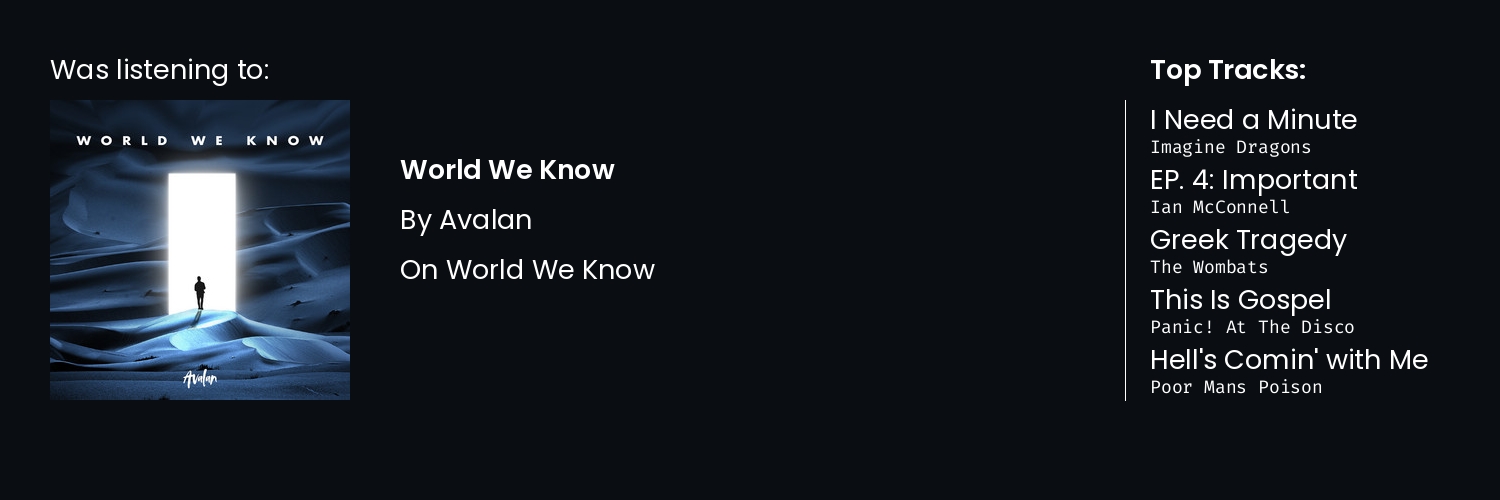 Was listening to:
WORLD WE KNOW
Avalan
World We Know
By Avalan
On World We Know
Top Tracks:
I Need a Minute
Imagine Dragons
EP. 4: Important
Ian McConnell
Greek Tragedy
The Wombats
This Is Gospel
Panic! At The Disco
Hell's Comin' with Me
Poor Mans Poison